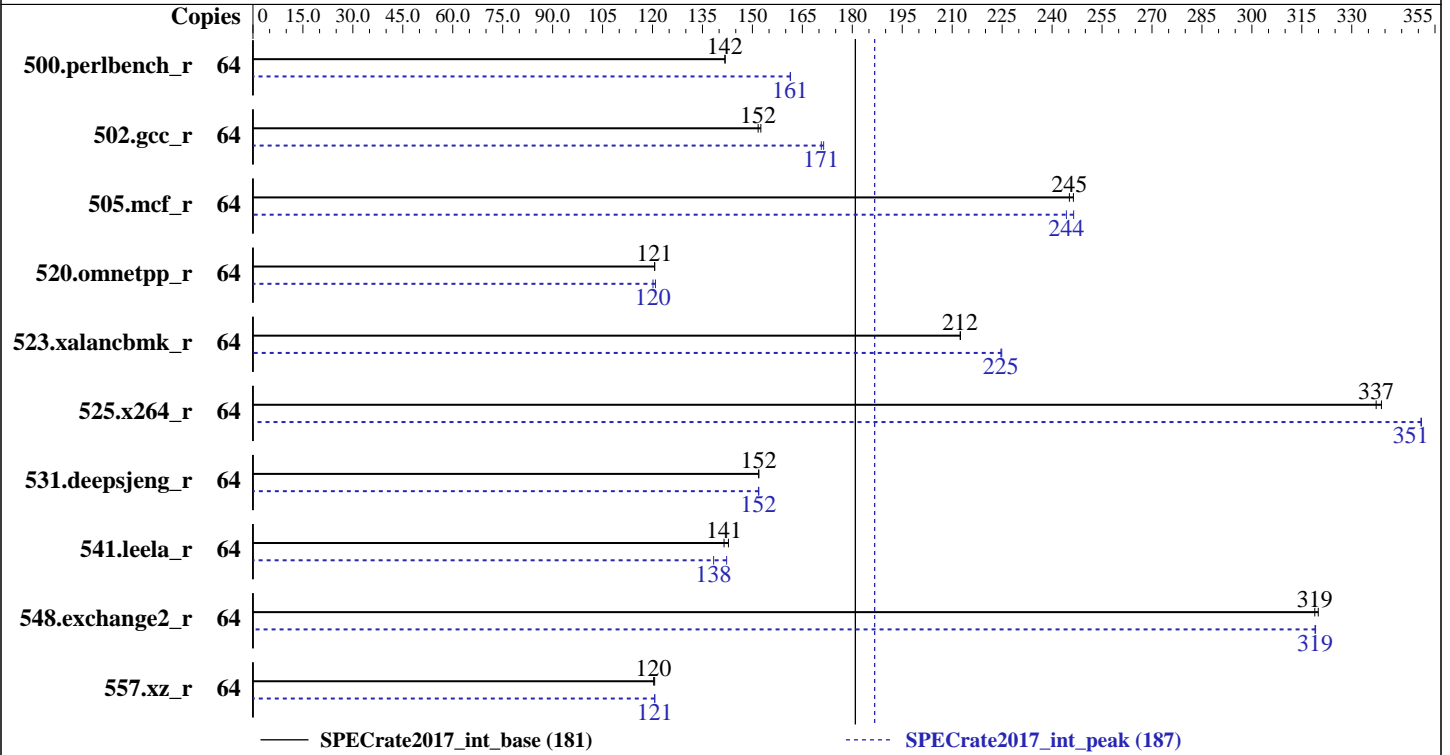 Copies 0 15.0 30.0 45.0 60.0 75.0 90.0 105 120 135 150 165 180 195 210 225 240 255 270 285 300 315 330 355
142
500.perlbench_r 64
161
152
502.gcc_r 64
171
245
505.mcf_r 64
244
121
520.omnetpp_r 64
120
212
523.xalancbmk_r 64
225
337
525.x264_r 64
351
152
531.deepsjeng_r 64
152
141
541.leela_r 64
138
319
548.exchange2_r 64
319
120
557.xz_r 64
121
SPECrate2017_int_base (181) SPECrate2017_int_peak (187)